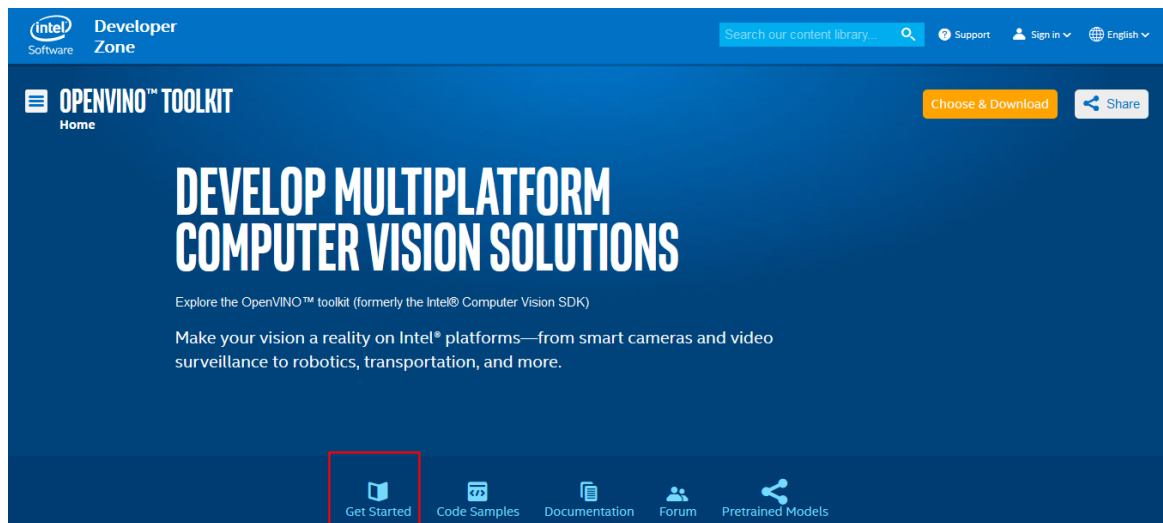 intel Developer
Software Zone
Search our content library...
Support
Sign in
English
OPENVINO™ TOOLKIT
Home
Choose & Download
Share
DEVELOP MULTIPLATFORM
COMPUTER VISION SOLUTIONS
Explore the OpenVINO™ toolkit (formerly the Intel® Computer Vision SDK)
Make your vision a reality on Intel® platforms—from smart cameras and video
surveillance to robotics, transportation, and more.
Get Started
Code Samples
Documentation
Forum
Pretrained Models